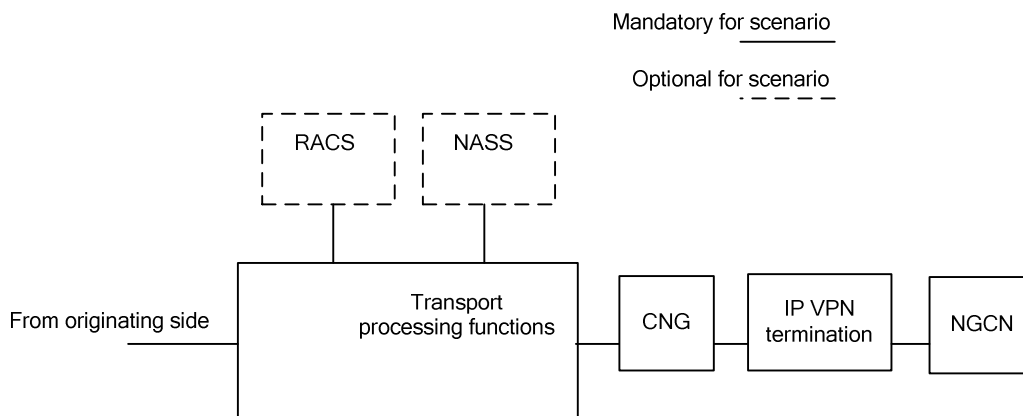 Mandatory for scenario
Optional for scenario
RACS
NASS
From originating side
Transport
processing functions
CNG
IP VPN
termination
NGCN